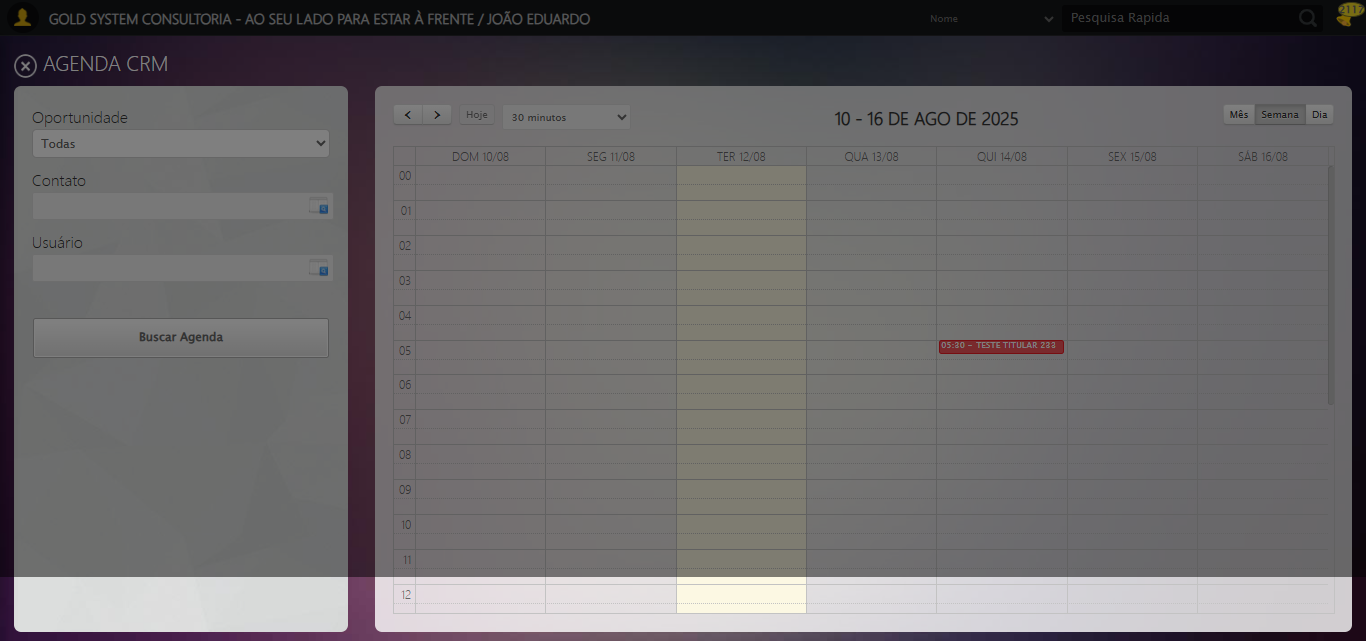 GOLD SYSTEM CONSULTORIA - AO SEU LADO PARA ESTAR À FRENTE / JOÃO EDUARDO
Nome
Pesquisa Rapida
2117
AGENDA CRM
Oportunidade
Todas
Contato
Usuário
Buscar Agenda
Hoje
30 minutos
10 - 16 DE AGO DE 2025
Mês Semana Dia
DOM 10/08 SEG 11/08 TER 12/08 QUA 13/08 QUI 14/08 SEX 15/08 SÁB 16/08
00
01
02
03
04
05
05:30 - TESTE TITULAR 233
06
07
08
09
10
11
12